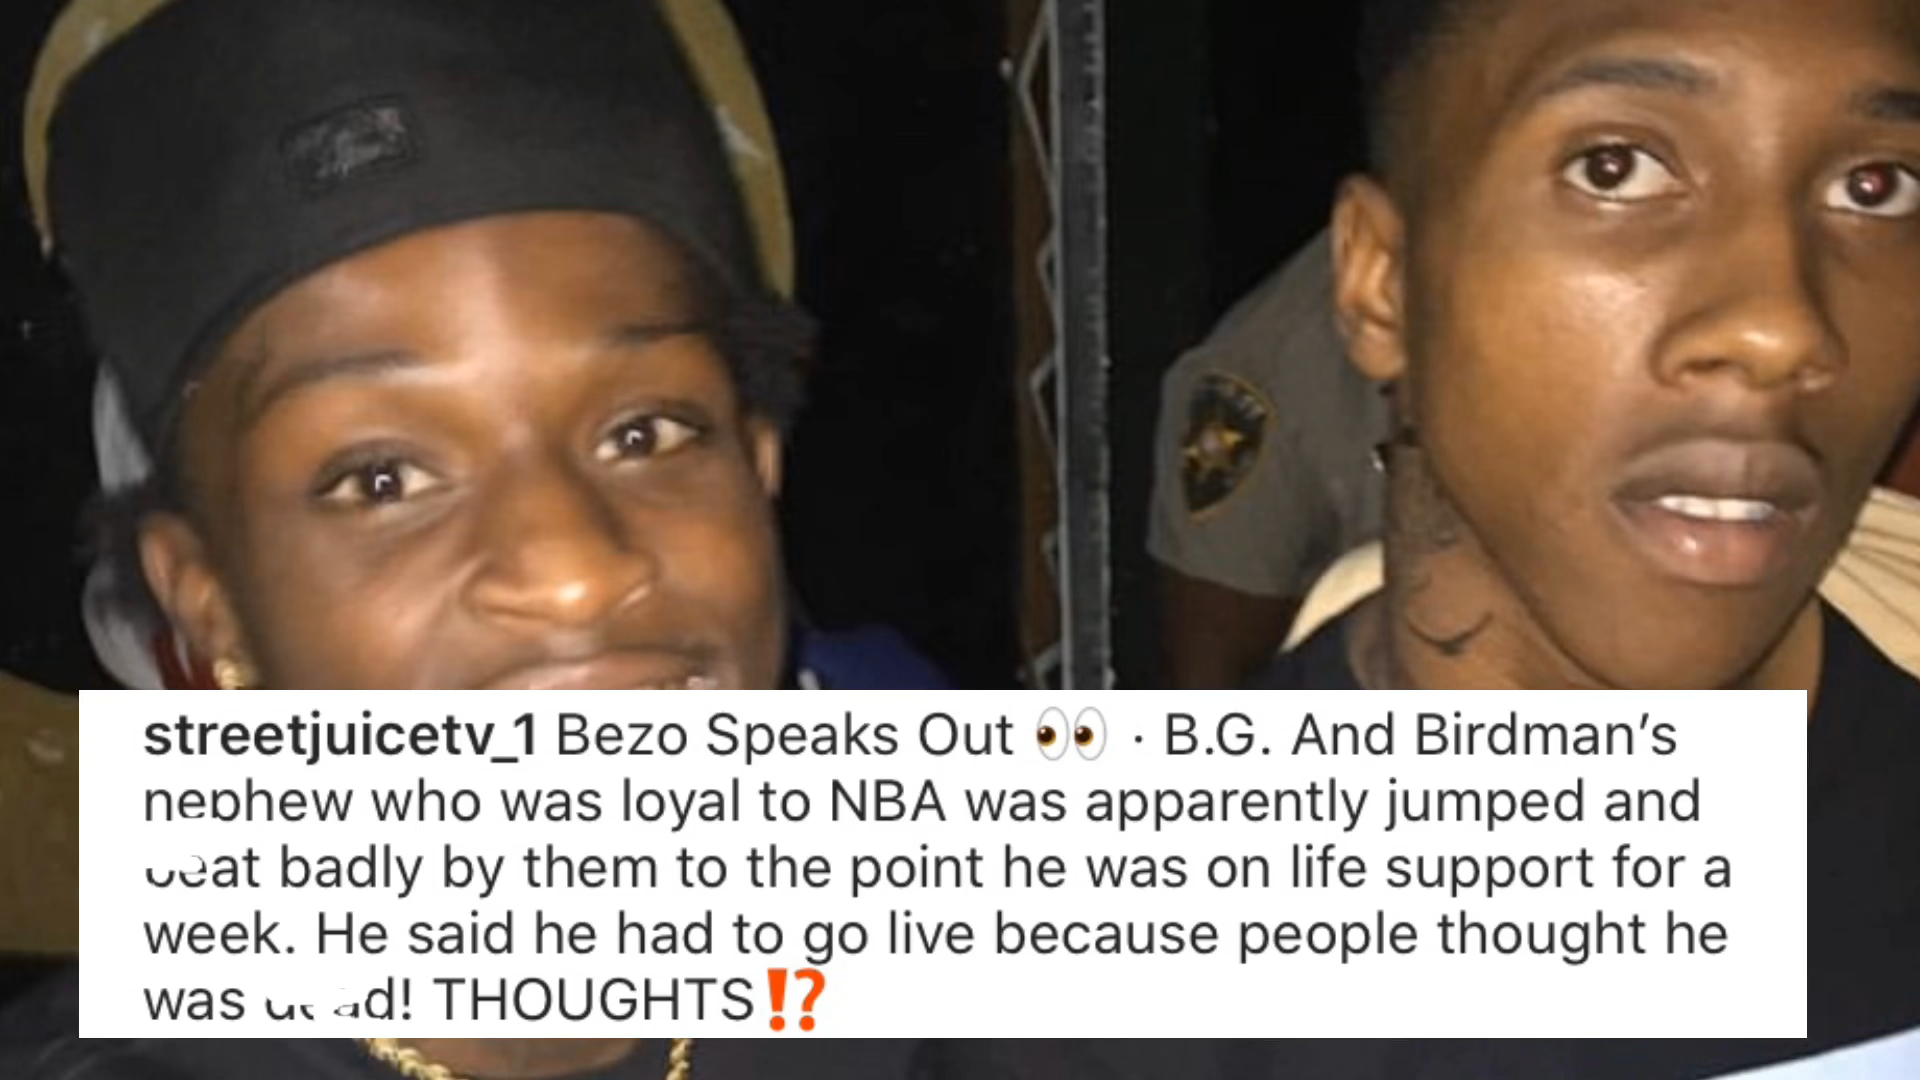 streetjuicetv_1 Bezo Speaks Out 👀 · B.G. And Birdman's
nephew who was loyal to NBA was apparently jumped and
beat badly by them to the point he was on life support for a
week. He said he had to go live because people thought he
was dead! THOUGHTS⁉️